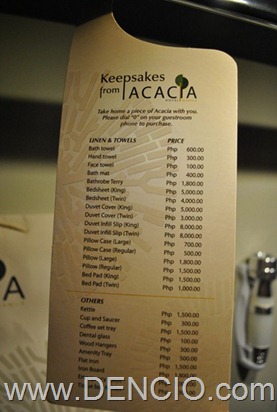 Keepsakes
from ACACIA
Take home a piece of Acacia with you.
Please dial "0" on your guestroom
phone to purchase.
LINEN & TOWELS PRICE
Bath towel Php 600.00
Hand towel Php 300.00
Face towel Php 100.00
Bath mat Php 400.00
Bathrobe Terry Php 1,800.00
Bedsheet (King) Php 5,000.00
Bedsheet (Twin) Php 4,000.00
Duvet Cover (King) Php 5,000.00
Duvet Cover (Twin) Php 3,000.00
Duvet Infill Slip (King) Php 8,000.00
Duvet Infill Slip (Twin) Php 8,000.00
Pillow Case (Large) Php 700.00
Pillow Case (Regular) Php 500.00
Pillow (Large) Php 1,800.00
Pillow (Regular) Php 1,500.00
Bed Pad (King) Php 1,500.00
Bed Pad (Twin) Php 1,000.00
OTHERS
Kettle Php 1,500.00
Cup and Saucer Php 300.00
Coffee set tray Php 500.00
Dental glass Php 100.00
Wood Hangers Php 300.00
Amenity Tray Php 300.00
Flat Iron Php
Iron Board Php
WWW.DENCIO.COM